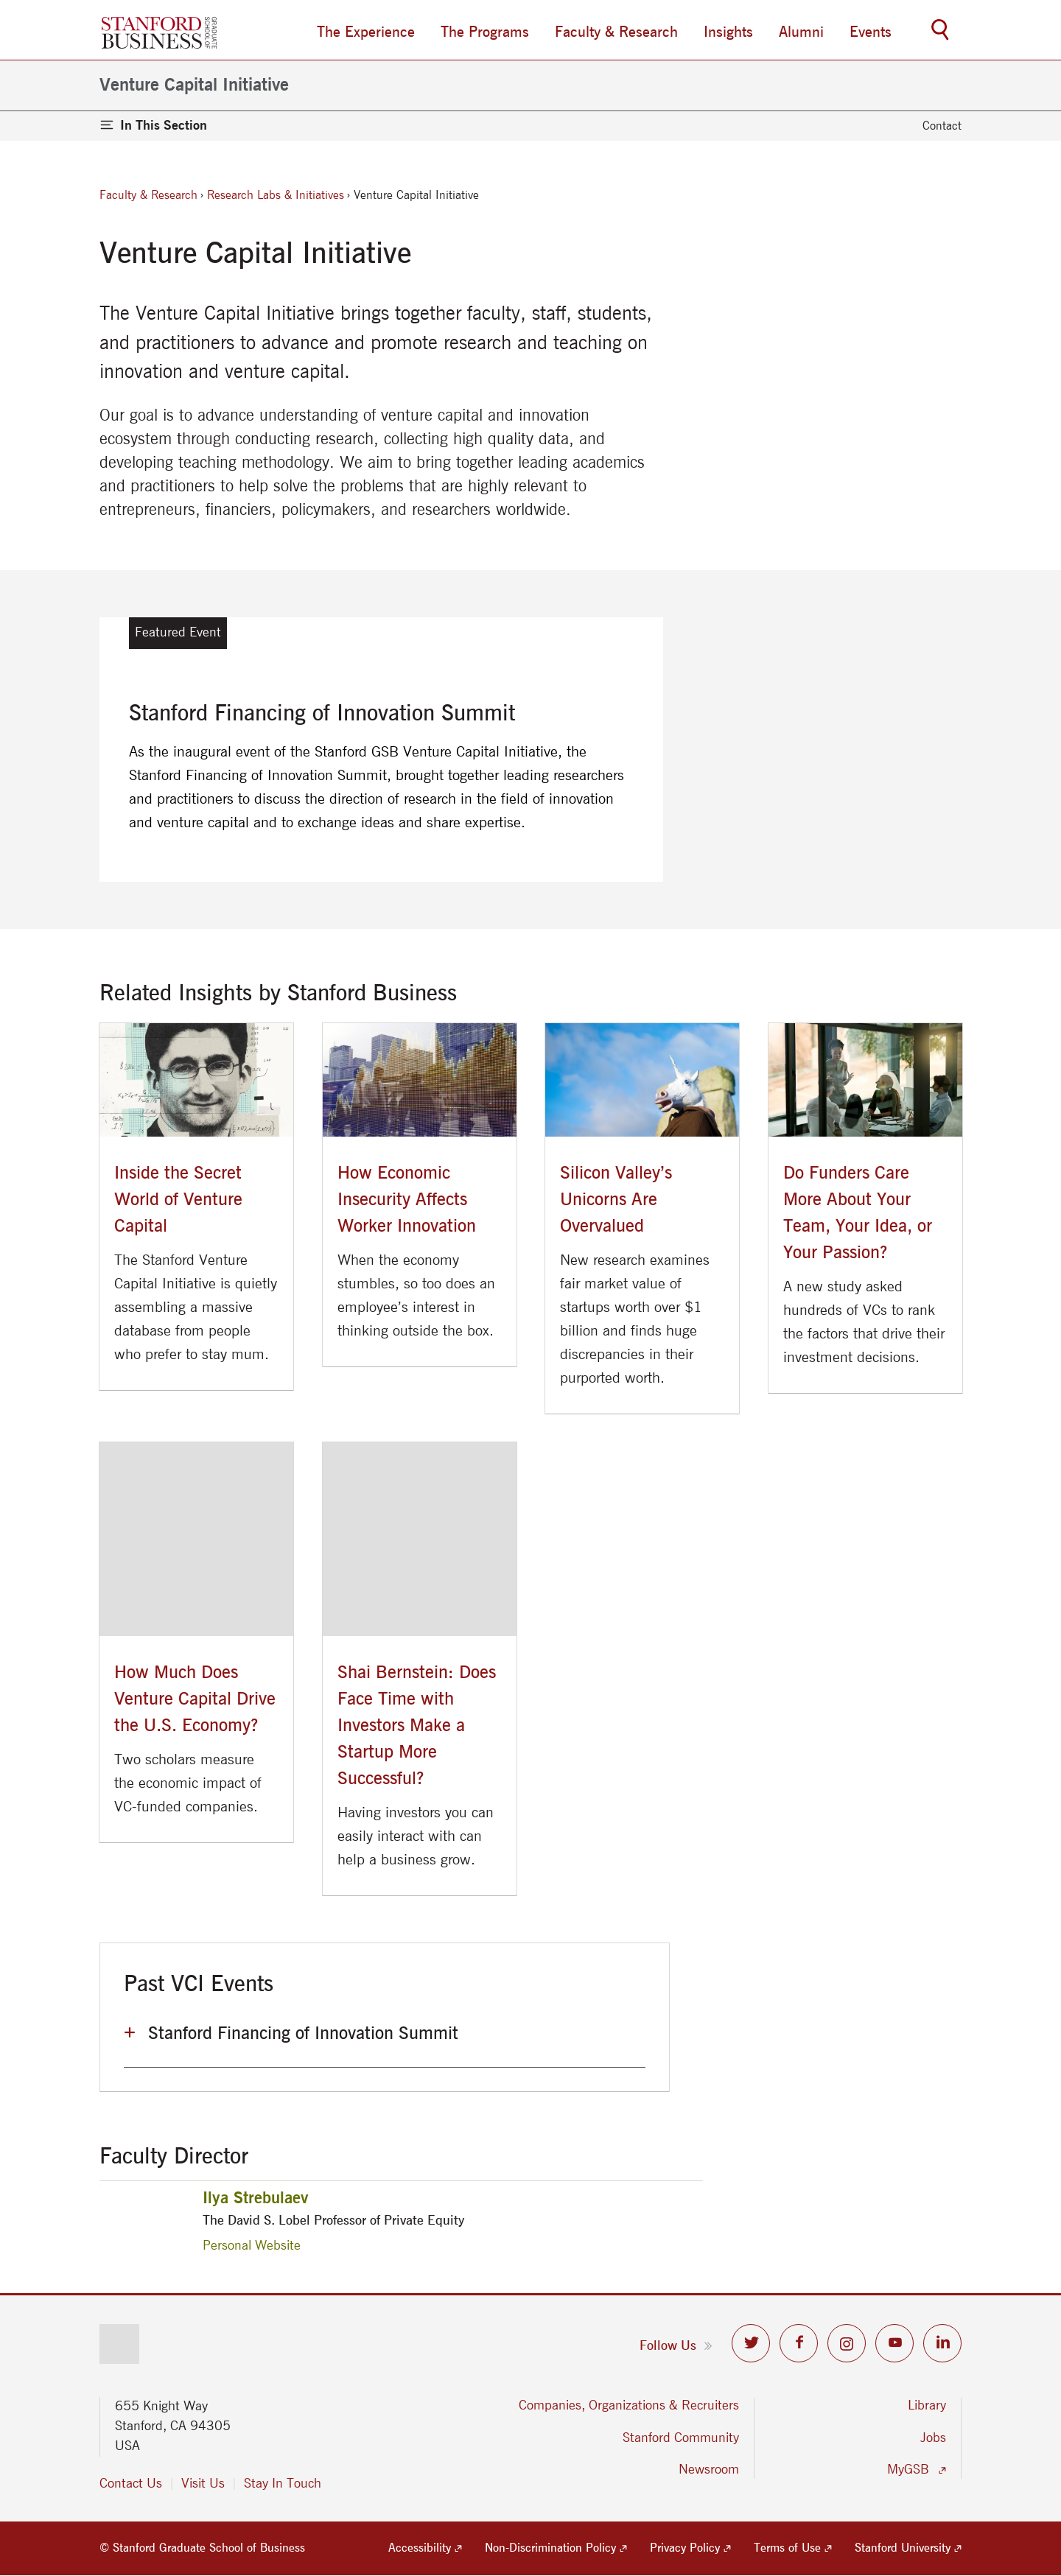 STANFORD
BUSINESS
GRADUATE
SCHOOL OF
The Experience
The Programs
Faculty & Research
Insights
Alumni
Events
Venture Capital Initiative
In This Section
Contact
Faculty & Research › Research Labs & Initiatives › Venture Capital Initiative
Venture Capital Initiative
The Venture Capital Initiative brings together faculty, staff, students,
and practitioners to advance and promote research and teaching on
innovation and venture capital.
Our goal is to advance understanding of venture capital and innovation
ecosystem through conducting research, collecting high quality data, and
developing teaching methodology. We aim to bring together leading academics
and practitioners to help solve the problems that are highly relevant to
entrepreneurs, financiers, policymakers, and researchers worldwide.
Featured Event
Stanford Financing of Innovation Summit
As the inaugural event of the Stanford GSB Venture Capital Initiative, the
Stanford Financing of Innovation Summit, brought together leading researchers
and practitioners to discuss the direction of research in the field of innovation
and venture capital and to exchange ideas and share expertise.
Related Insights by Stanford Business
Inside the Secret
World of Venture
Capital
The Stanford Venture
Capital Initiative is quietly
assembling a massive
database from people
who prefer to stay mum.
How Economic
Insecurity Affects
Worker Innovation
When the economy
stumbles, so too does an
employee’s interest in
thinking outside the box.
Silicon Valley’s
Unicorns Are
Overvalued
New research examines
fair market value of
startups worth over $1
billion and finds huge
discrepancies in their
purported worth.
Do Funders Care
More About Your
Team, Your Idea, or
Your Passion?
A new study asked
hundreds of VCs to rank
the factors that drive their
investment decisions.
How Much Does
Venture Capital Drive
the U.S. Economy?
Two scholars measure
the economic impact of
VC-funded companies.
Shai Bernstein: Does
Face Time with
Investors Make a
Startup More
Successful?
Having investors you can
easily interact with can
help a business grow.
Past VCI Events
+ Stanford Financing of Innovation Summit
Faculty Director
Ilya Strebulaev
The David S. Lobel Professor of Private Equity
Personal Website
Follow Us
655 Knight Way
Stanford, CA 94305
USA
Contact Us
Visit Us
Stay In Touch
Companies, Organizations & Recruiters
Stanford Community
Newsroom
Library
Jobs
MyGSB
© Stanford Graduate School of Business
Accessibility
Non-Discrimination Policy
Privacy Policy
Terms of Use
Stanford University